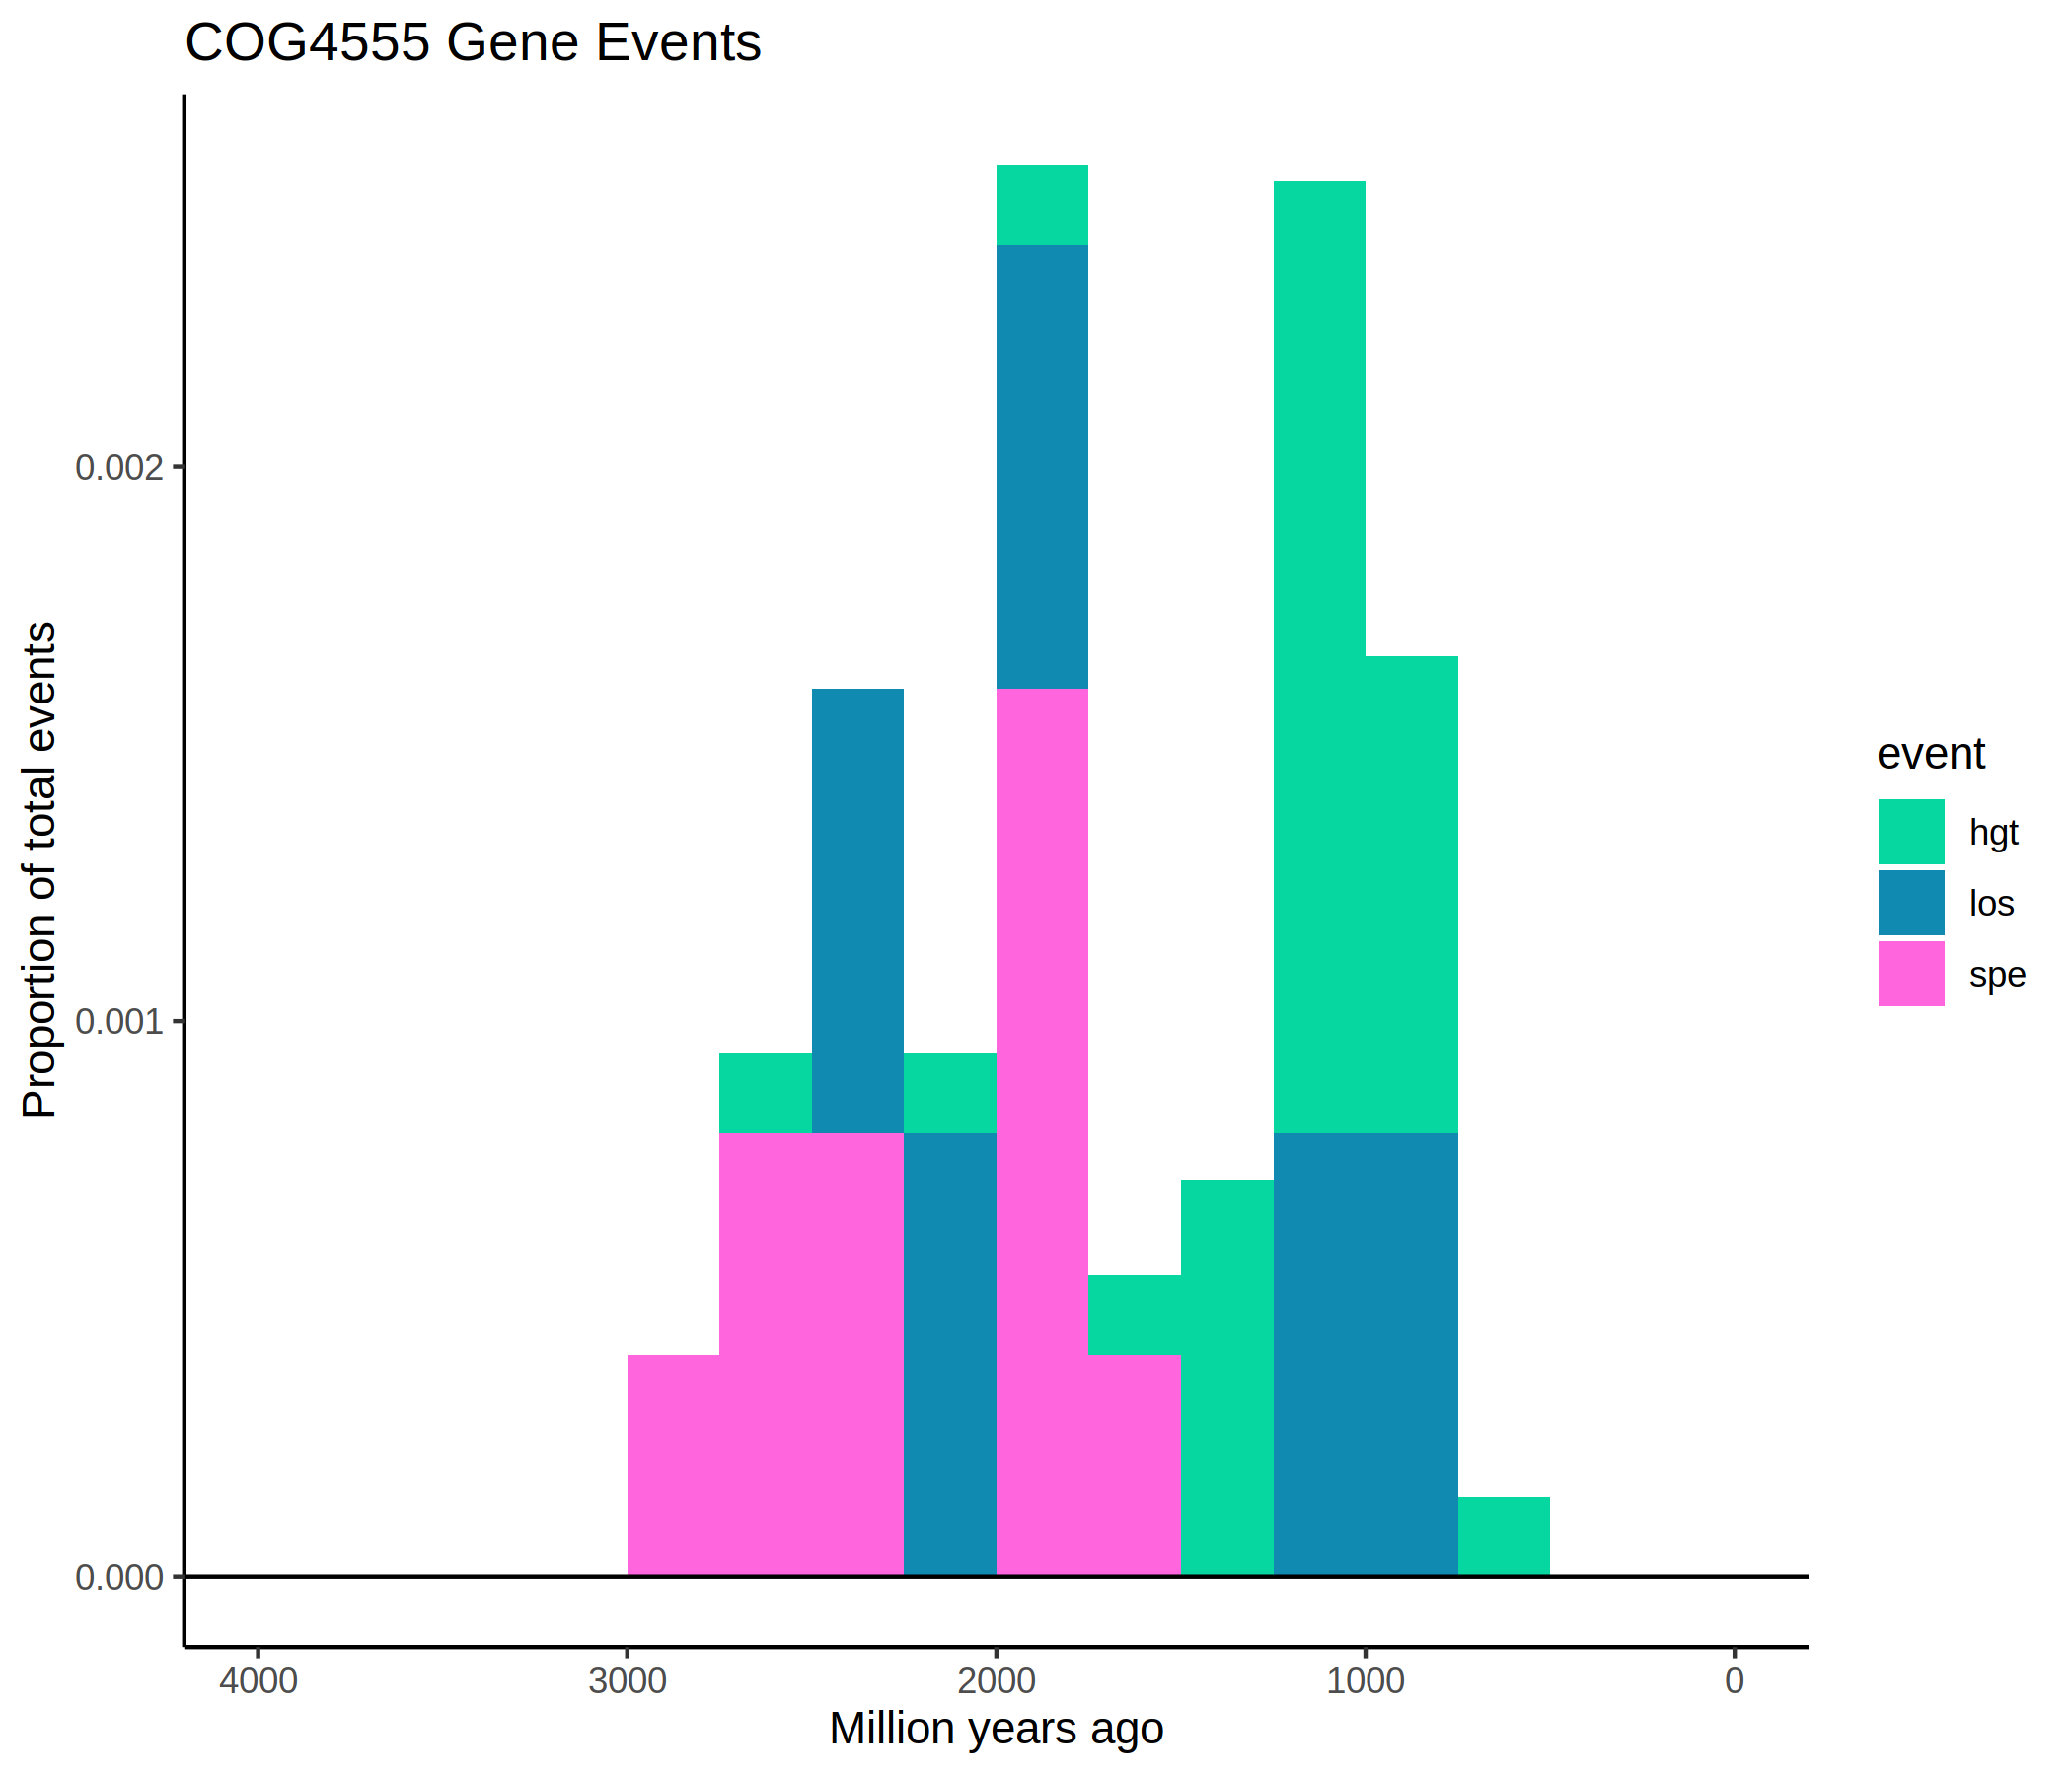 COG4555 Gene Events
Proportion of total events
0.002
0.001
0.000
4000 3000 2000 1000 0
Million years ago
event
hgt
los
spe